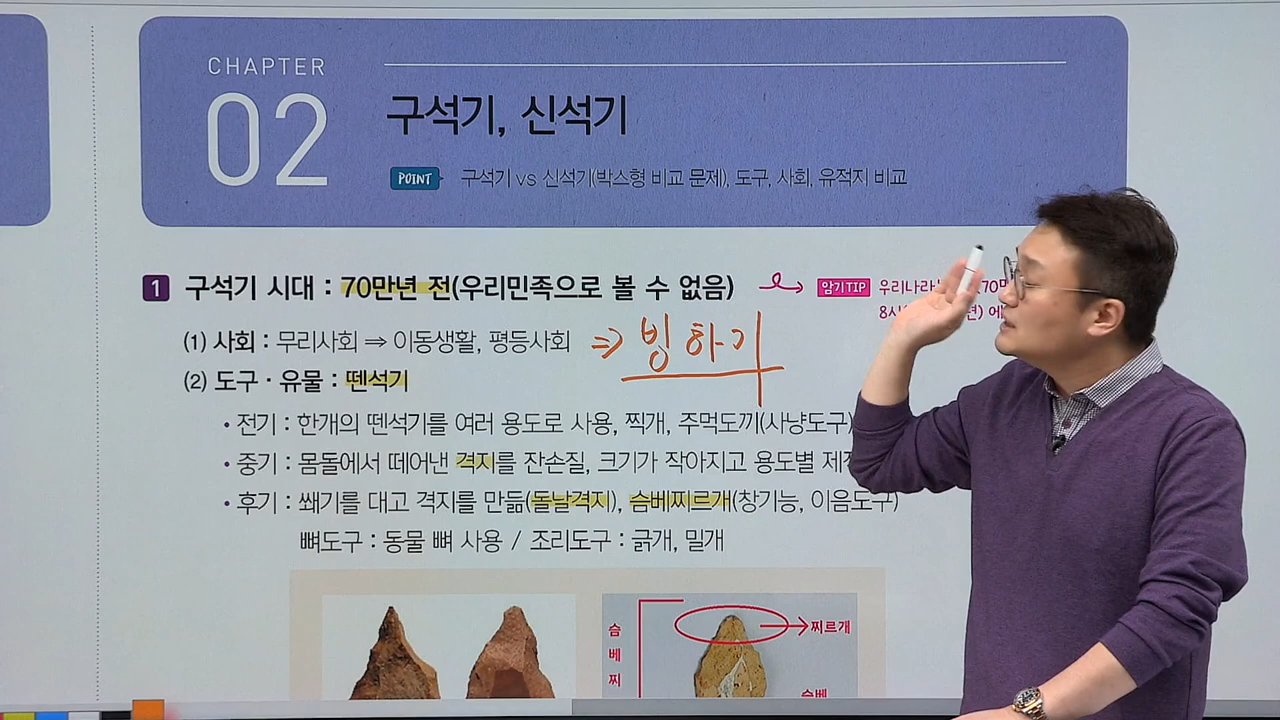 CHAPTER
02
구석기, 신석기
POINT 구석기 vs 신석기(박스형 비교 문제), 도구, 사회, 유적지 비교
1 구석기 시대 : 70만년 전(우리민족으로 볼 수 없음)
암기TIP
(1) 사회 : 무리사회 ⇒ 이동생활, 평등사회 ⇒ 빙하기
(2) 도구 · 유물 : 뗀석기
• 전기 : 한개의 뗀석기를 여러 용도로 사용, 찍개, 주먹도끼(사냥도구)
• 중기 : 몸돌에서 떼어낸 격지를 잔손질, 크기가 작아지고 용도별
• 후기 : 쐐기를 대고 격지를 만듦(돌날격지), 슴베찌르개(창기능, 이음도구)
뼈도구 : 동물 뼈 사용 / 조리도구 : 긁개, 밀개
슴베찌
찌르개
슴베